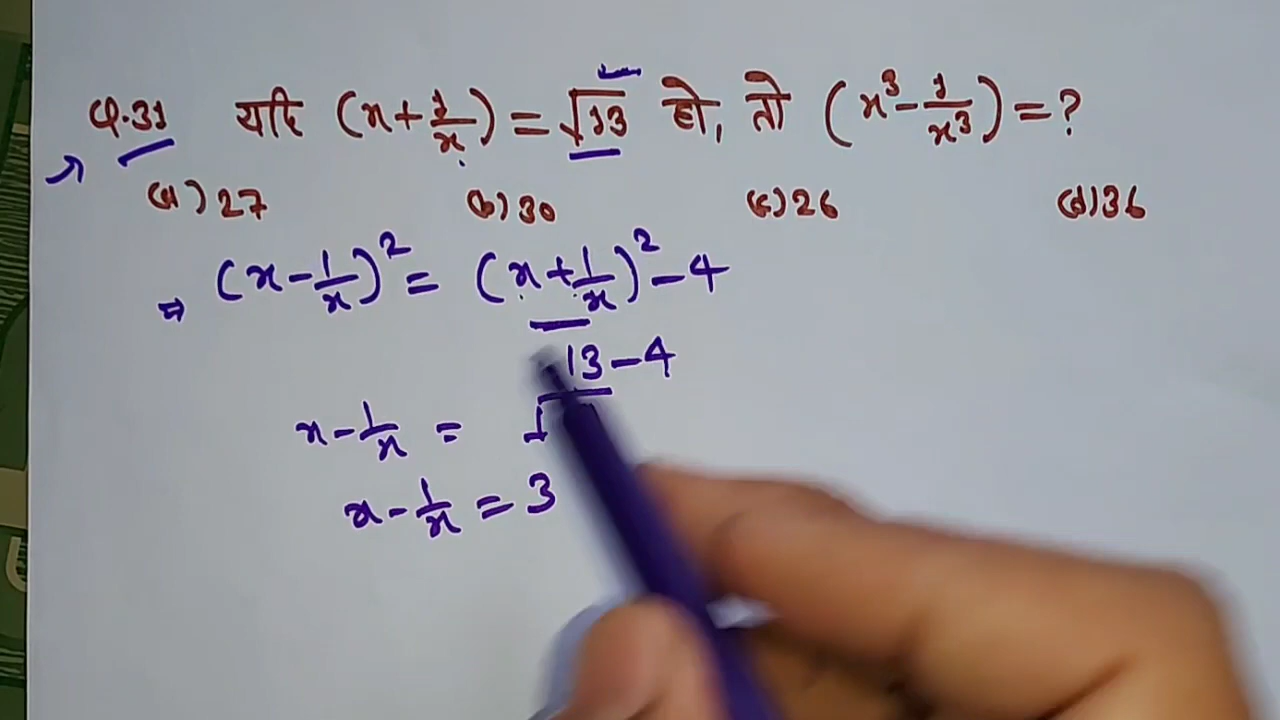 Q.31 यदि (x+1/x)=√13 हो, तो (x³-1/x³)=?
(a) 27 (b) 30 (c) 26 (d) 36
⇒ (x-1/x)² = (x+1/x)²-4
13-4
x-1/x = √
x-1/x = 3